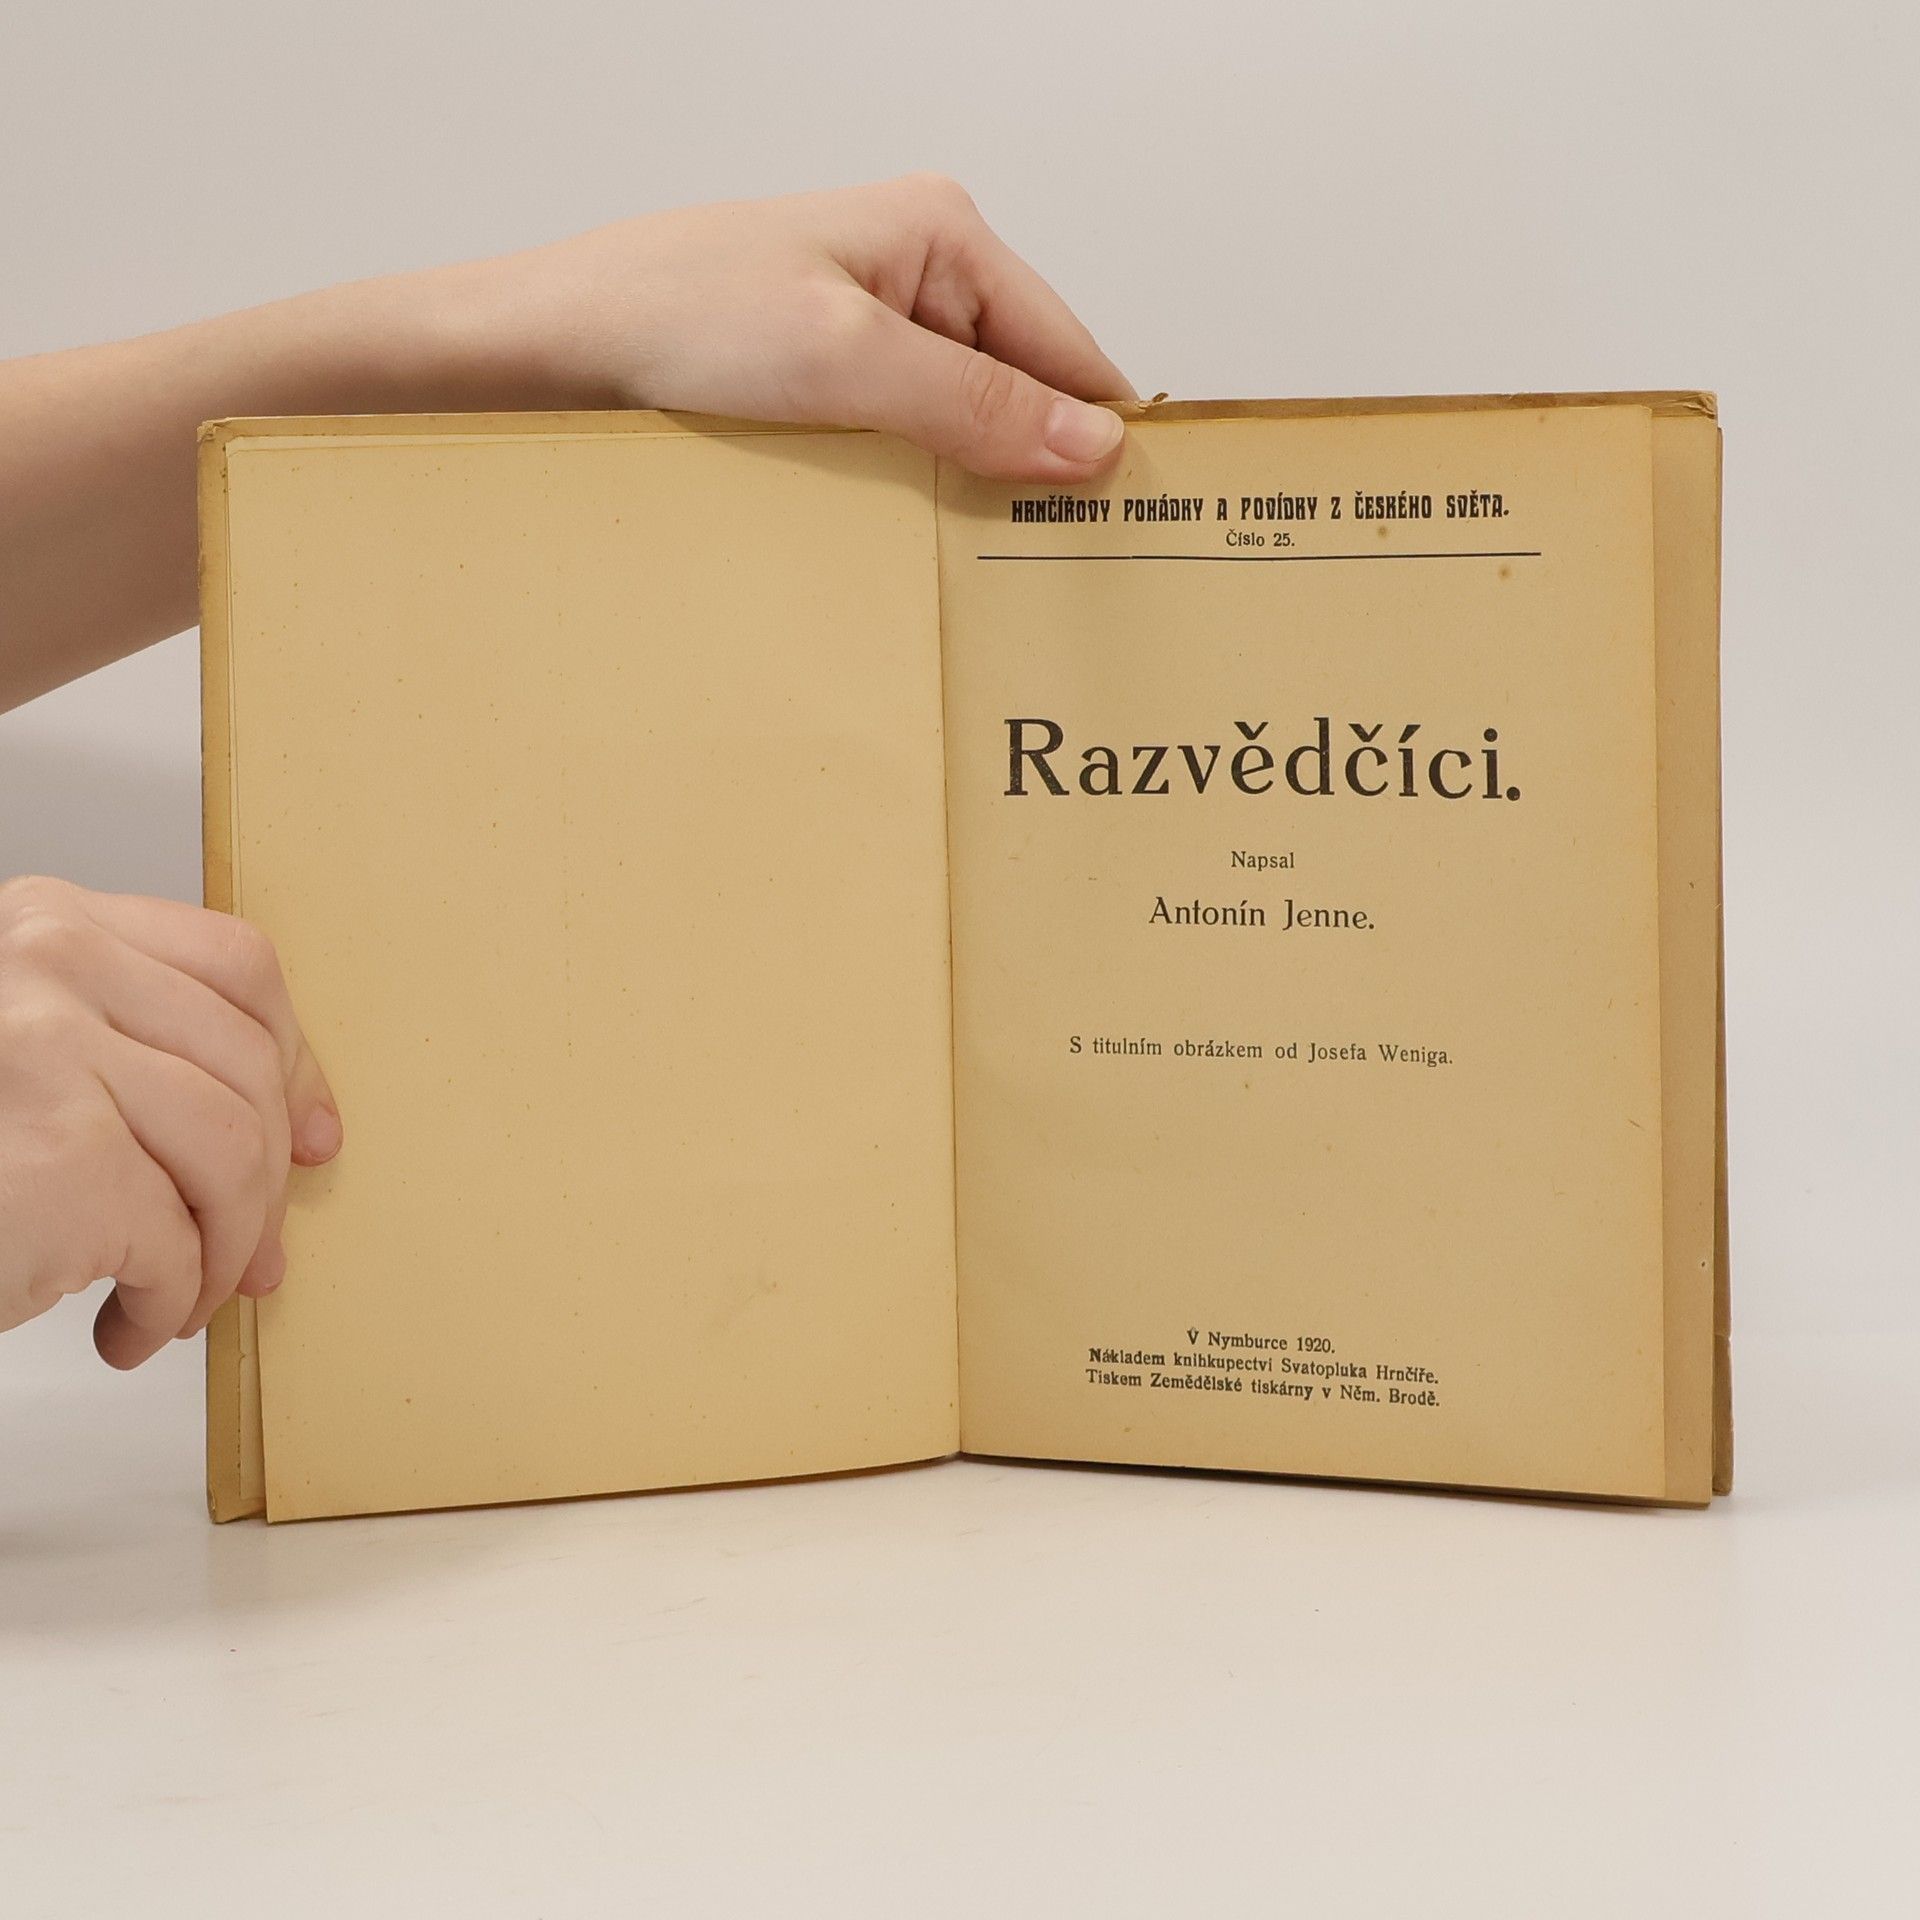 HRNČÍŘOVY POHÁDKY A POVÍDKY Z ČESKÉHO SVĚTA.
Číslo 25.
Razvědčíci.
Napsal
Antonín Jenne.
S titulním obrázkem od Josefa Weniga.
V Nymburce 1920.
Nákladem knihkupectví Svatopluka Hrnčíře.
Tiskem Zemědělské tiskárny v Něm. Brodě.